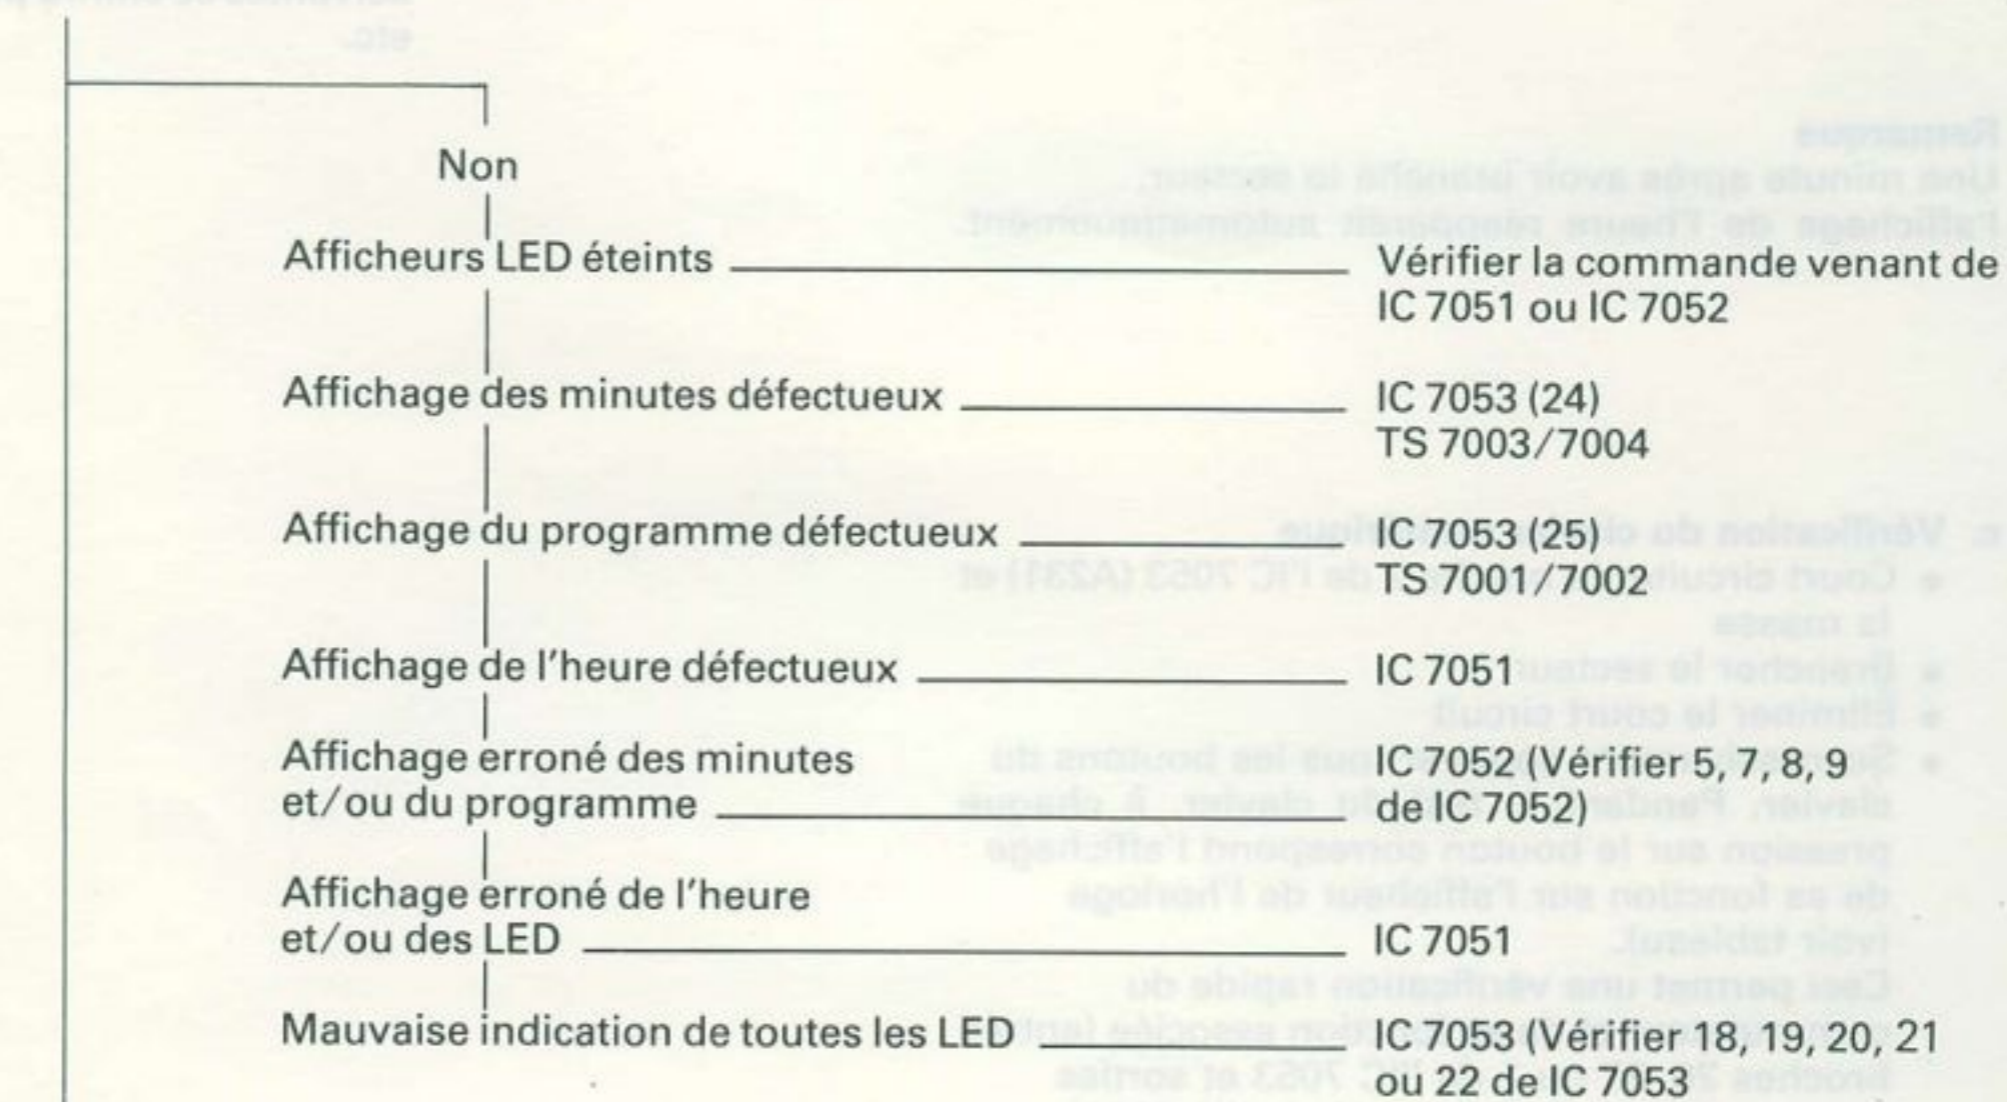 Non
Afficheurs LED éteints
Vérifier la commande venant de
IC 7051 ou IC 7052
Affichage des minutes défectueux
IC 7053 (24)
TS 7003/7004
Affichage du programme défectueux
IC 7053 (25)
TS 7001/7002
Affichage de l'heure défectueux
IC 7051
Affichage erroné des minutes
et/ou du programme
IC 7052 (Vérifier 5, 7, 8, 9
de IC 7052)
Affichage erroné de l'heure
et/ou des LED
IC 7051
Mauvaise indication de toutes les LED
IC 7053 (Vérifier 18, 19, 20, 21
ou 22 de IC 7053